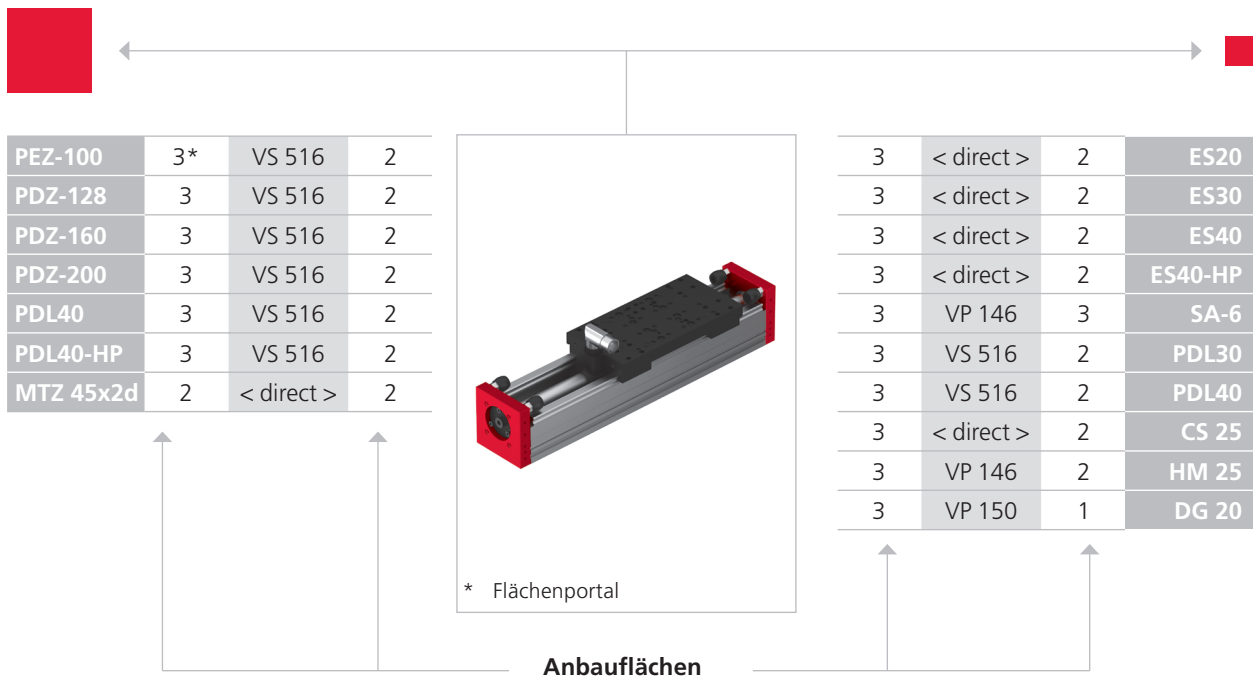 PEZ-100 3* VS 516 2
PDZ-128 3 VS 516 2
PDZ-160 3 VS 516 2
PDZ-200 3 VS 516 2
PDL40 3 VS 516 2
PDL40-HP 3 VS 516 2
MTZ 45x2d 2 < direct > 2
* Flächenportal
3 < direct > 2 ES20
3 < direct > 2 ES30
3 < direct > 2 ES40
3 < direct > 2 ES40-HP
3 VP 146 3 SA-6
3 VS 516 2 PDL30
3 VS 516 2 PDL40
3 < direct > 2 CS 25
3 VP 146 2 HM 25
3 VP 150 1 DG 20
Anbauflächen